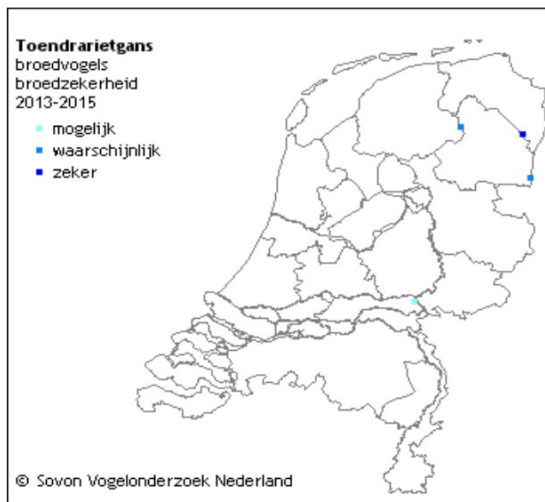 Toendrarietgans
broedvogels
broedzekerheid
2013-2015
mogelijk
waarschijnlijk
zeker
© Sovon Vogelonderzoek Nederland